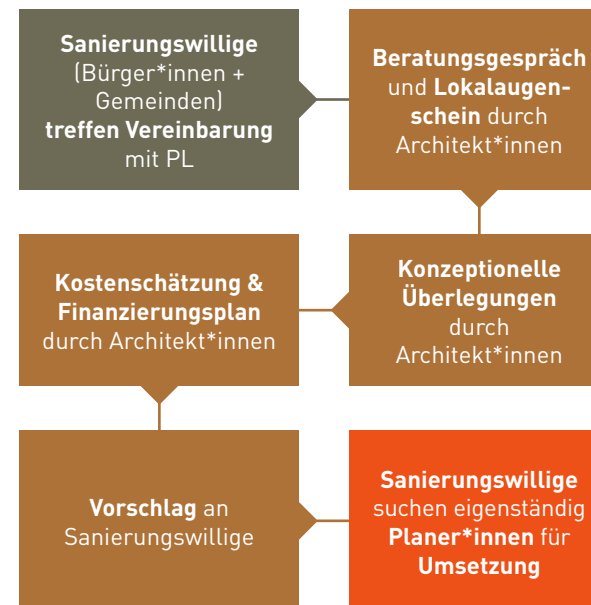 Sanierungswillige
(Bürger*innen +
Gemeinden)
treffen Vereinbarung
mit PL
Beratungsgespräch
und Lokalaugen-
schein durch
Architekt*innen
Konzeptionelle
Überlegungen
durch
Architekt*innen
Kostenschätzung &
Finanzierungsplan
durch Architekt*innen
Vorschlag an
Sanierungswillige
Sanierungswillige
suchen eigenständig
Planer*innen für
Umsetzung